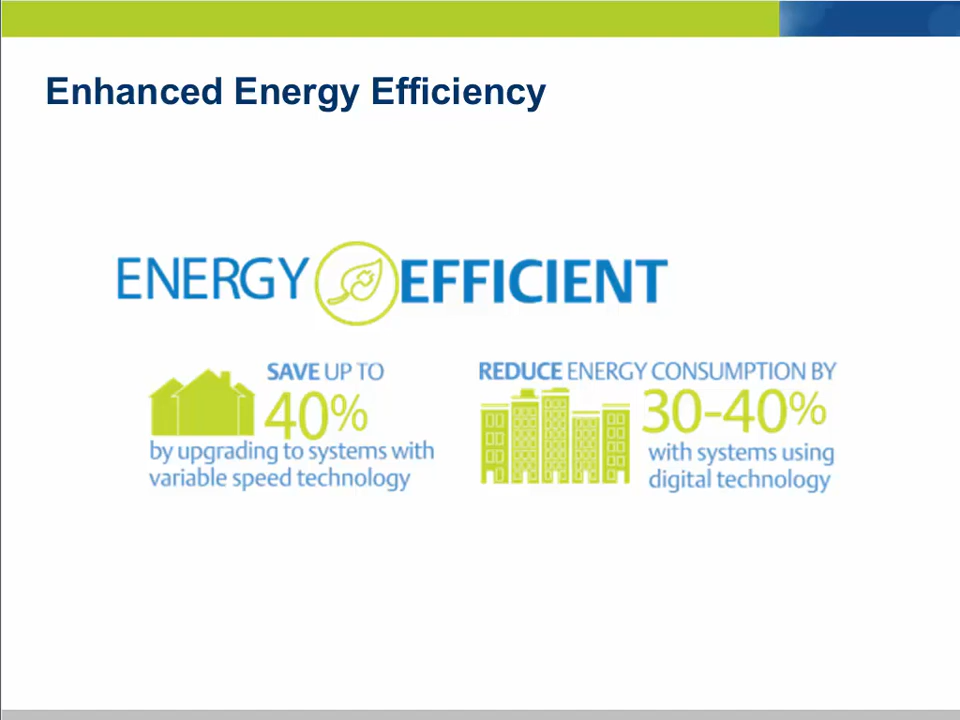 Enhanced Energy Efficiency
ENERGY EFFICIENT
SAVE UP TO
40%
by upgrading to systems with
variable speed technology
REDUCE ENERGY CONSUMPTION BY
30-40%
with systems using
digital technology